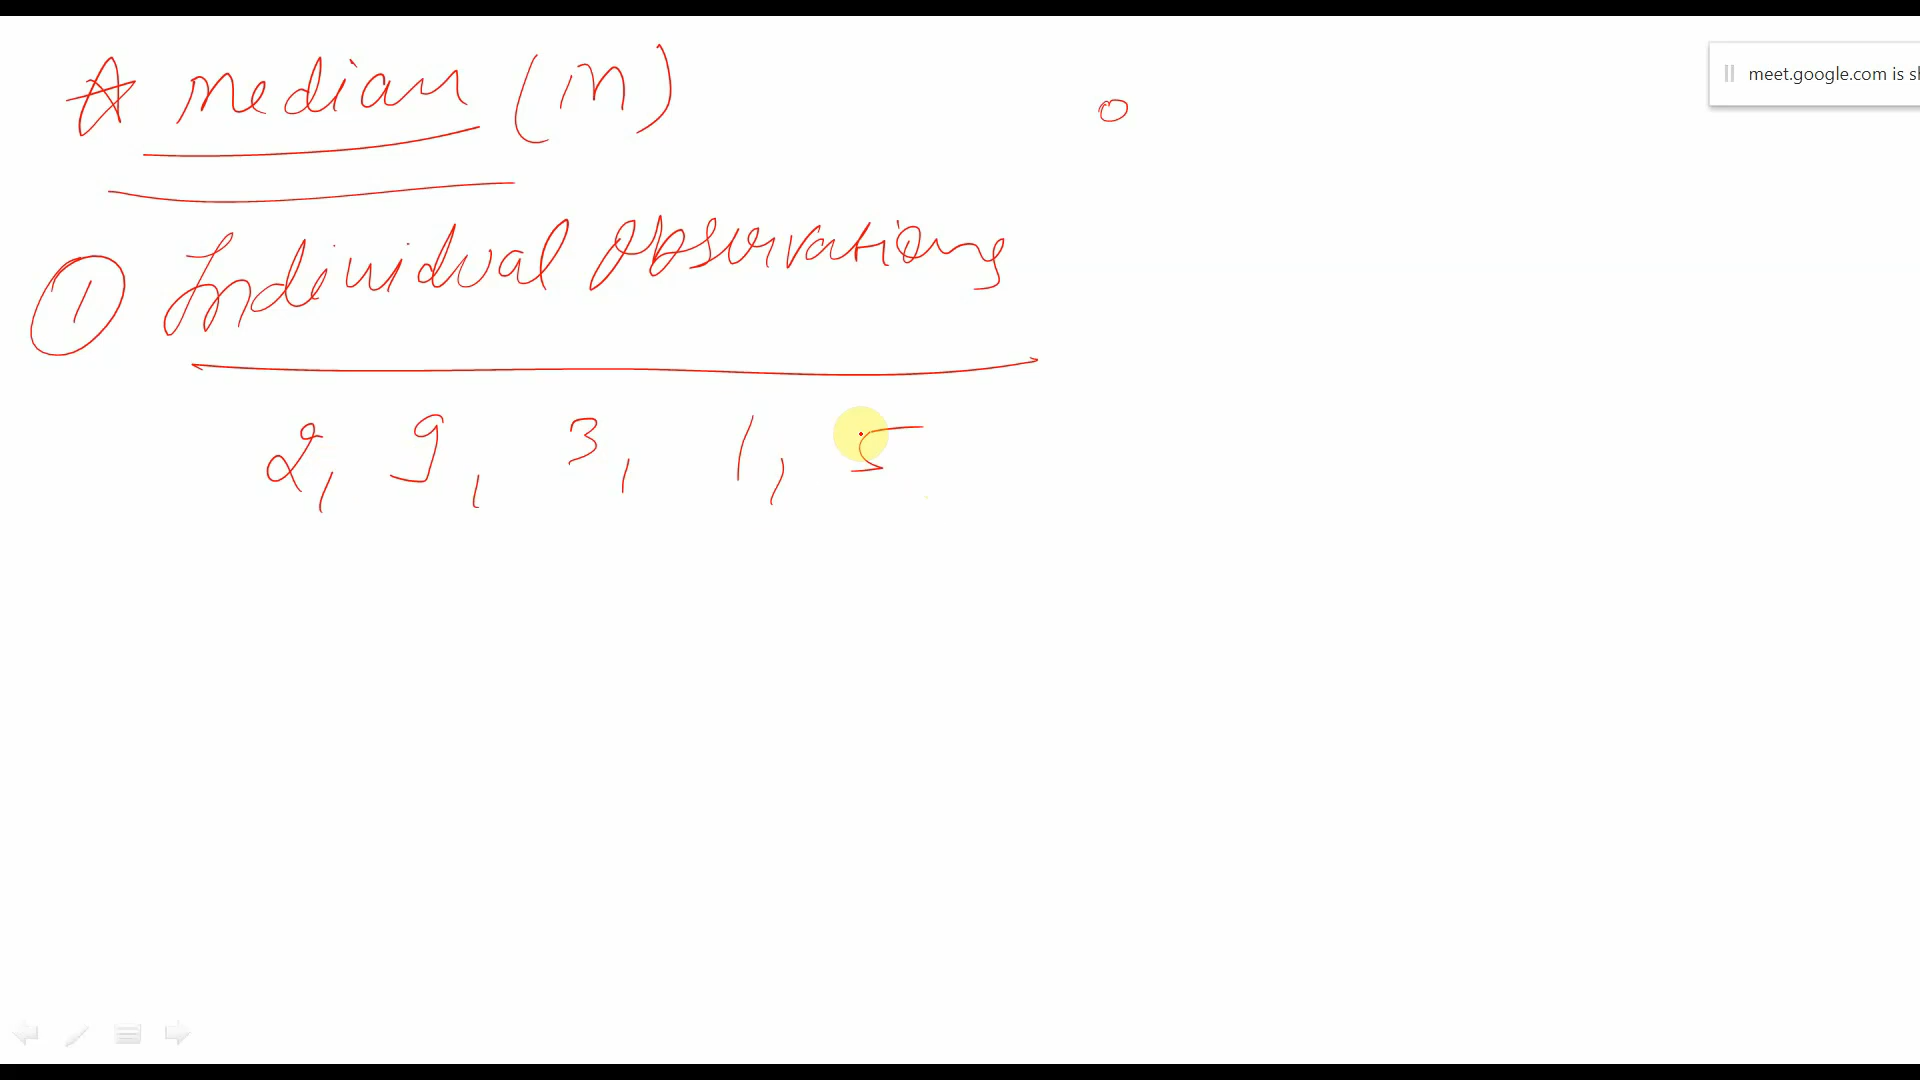 ☆ median (m)
① Individual observations
2, 9, 3, 1, 5
meet.google.com is sh